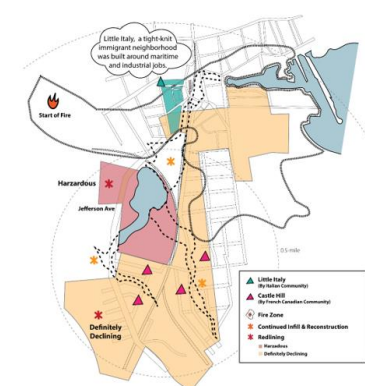 Little Italy, a tight-knit
immigrant neighborhood
was built around maritime
and industrial jobs.
Start of Fire
Harzardous
Jefferson Ave
0.5-mile
Definitely
Declining
Little Italy
(By Italian Community)
Castle Hill
(By French Canadian Community)
Fire Zone
Continued Infill & Reconstruction
Redlining
Harzadous
Definitely Declining